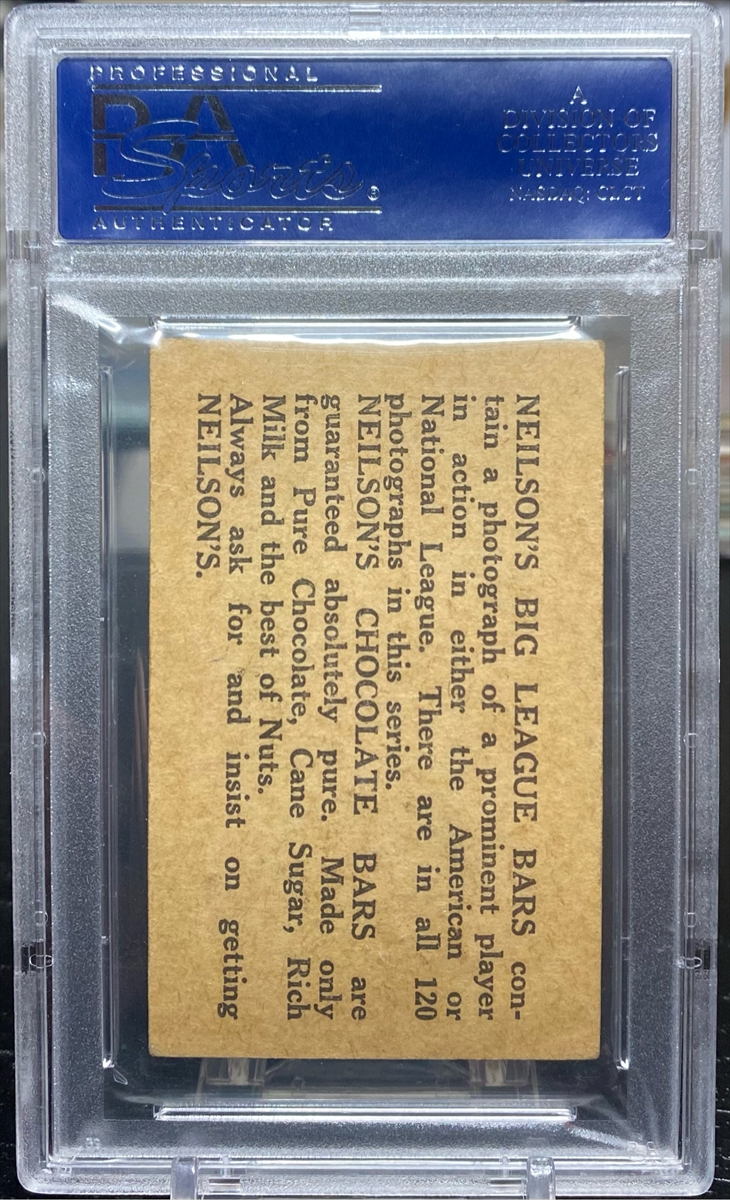 PROFESSIONAL
PSA
Sports®
AUTHENTICATOR
A
DIVISION OF
COLLECTORS
UNIVERSE
NASDAQ: CLCT
NEILSON'S BIG LEAGUE BARS con-
tain a photograph of a prominent player
in action in either the American or
National League. There are in all 120
photographs in this series.
NEILSON'S CHOCOLATE BARS are
guaranteed absolutely pure. Made only
from Pure Chocolate, Cane Sugar, Rich
Milk and the best of Nuts.
Always ask for and insist on getting
NEILSON'S.